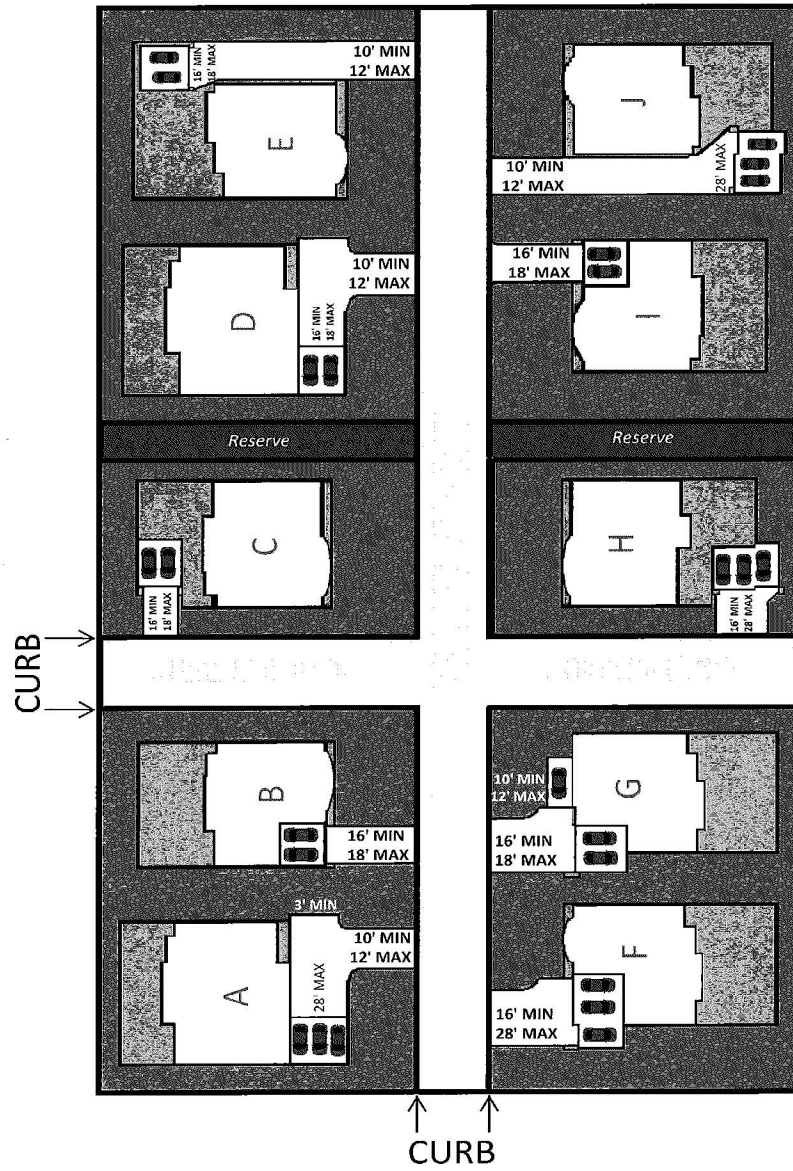 16' MIN
18' MAX
10' MIN
12' MAX
E
J
10' MIN
12' MAX
28' MAX
D
10' MIN
12' MAX
16' MIN
18' MAX
16' MIN
18' MAX
I
Reserve
Reserve
C
16' MIN
18' MAX
H
16' MIN
28' MAX
CURB
B
16' MIN
18' MAX
10' MIN
12' MAX
G
16' MIN
18' MAX
A
3' MIN
10' MIN
12' MAX
28' MAX
F
16' MIN
28' MAX
CURB